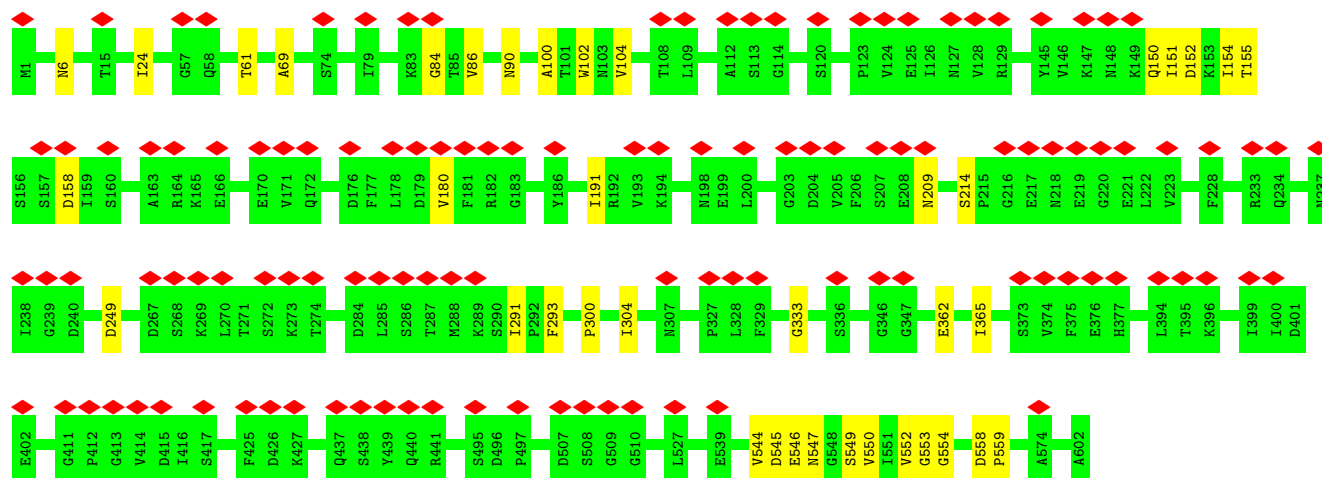 M1 N6 T15 I24 G57 Q58 T61 A69 S74 I79 K83 G84 T85 V86 N90 A100 T101 W102 N103 V104 T108 L109 A112 S113 G114 S120 P123 V124 E125 I126 N127 V128 R129 Y145 V146 K147 N148 K149 Q150 I151 D152 K153 I154 T155
S156 S157 D158 I159 S160 A163 R164 K165 E166 E170 V171 Q172 D176 F177 L178 D179 V180 F181 R182 G183 Y186 I191 R192 V193 K194 N198 E199 L200 G203 D204 V205 F206 S207 E208 N209 S214 P215 G216 E217 N218 E219 G220 E221 L222 V223 F228 R233 Q234 N237
I238 G239 D240 D249 D267 S268 K269 L270 I271 S272 K273 T274 D284 L285 S286 I287 M288 K289 S290 I291 P292 F293 P300 I304 N307 P327 L328 F329 G333 S336 G346 G347 E362 I365 S373 V374 F375 E376 H377 L394 T395 K396 I399 I400 D401
E402 G411 P412 G413 V414 D415 I416 S417 F425 D426 K427 Q437 S438 Y439 Q440 R441 S495 D496 P497 D507 S508 G509 G510 L527 E539 V544 D545 E546 N547 G548 S549 V550 I551 V552 G553 G554 D558 P559 A574 A602